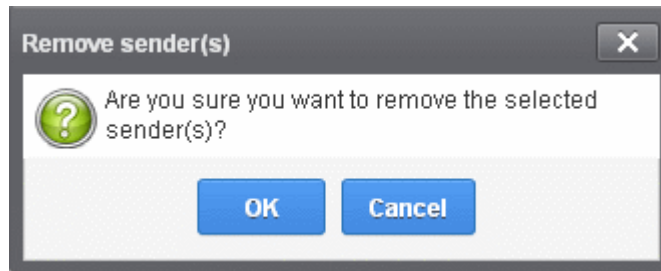 Remove sender(s)
Are you sure you want to remove the selected
sender(s)?
OK
Cancel